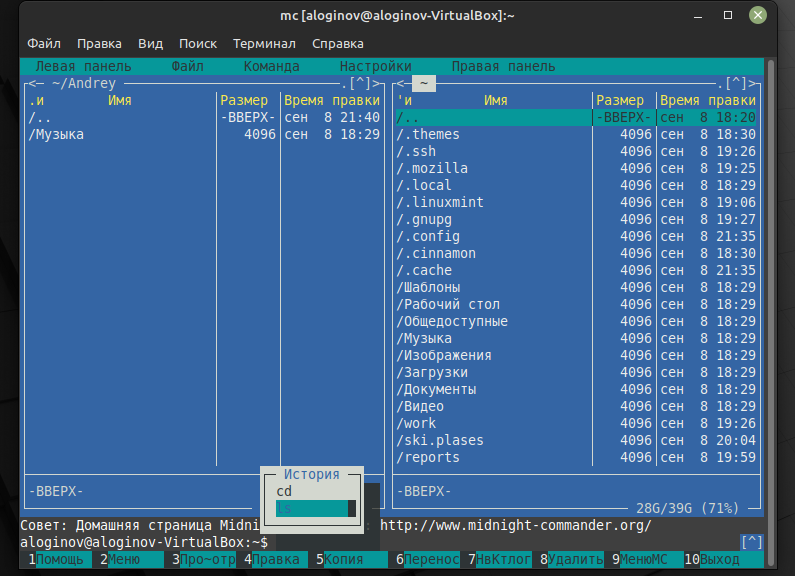 mc [aloginov@aloginov-VirtualBox]:~
Файл Правка Вид Поиск Терминал Справка
Левая панель Файл Команда Настройки Правая панель
<— ~/Andrey .[^]>
.и Имя Размер Время правки
/.. -ВВЕРХ- сен 8 21:40
/Музыка 4096 сен 8 18:29
-ВВЕРХ-
<— ~ .[^]>
'и Имя Размер Время правки
/.. -ВВЕРХ- сен 8 18:20
/.themes 4096 сен 8 18:30
/.ssh 4096 сен 8 19:26
/.mozilla 4096 сен 8 19:25
/.local 4096 сен 8 18:29
/.linuxmint 4096 сен 8 19:06
/.gnupg 4096 сен 8 19:27
/.config 4096 сен 8 21:35
/.cinnamon 4096 сен 8 18:30
/.cache 4096 сен 8 21:35
/Шаблоны 4096 сен 8 18:29
/Рабочий стол 4096 сен 8 18:29
/Общедоступные 4096 сен 8 18:29
/Музыка 4096 сен 8 18:29
/Изображения 4096 сен 8 18:29
/Загрузки 4096 сен 8 18:29
/Документы 4096 сен 8 18:29
/Видео 4096 сен 8 18:29
/work 4096 сен 8 19:26
/ski.plases 4096 сен 8 20:04
/reports 4096 сен 8 19:59
-ВВЕРХ-
28G/39G (71%)
История
cd
ls
Совет: Домашняя страница Midni : http://www.midnight-commander.org/
aloginov@aloginov-VirtualBox:~$ [^]
1Помощь 2Меню 3Про~отр 4Правка 5Копия 6Перенос 7НвКтлог 8Удалить 9МенюМС 10Выход